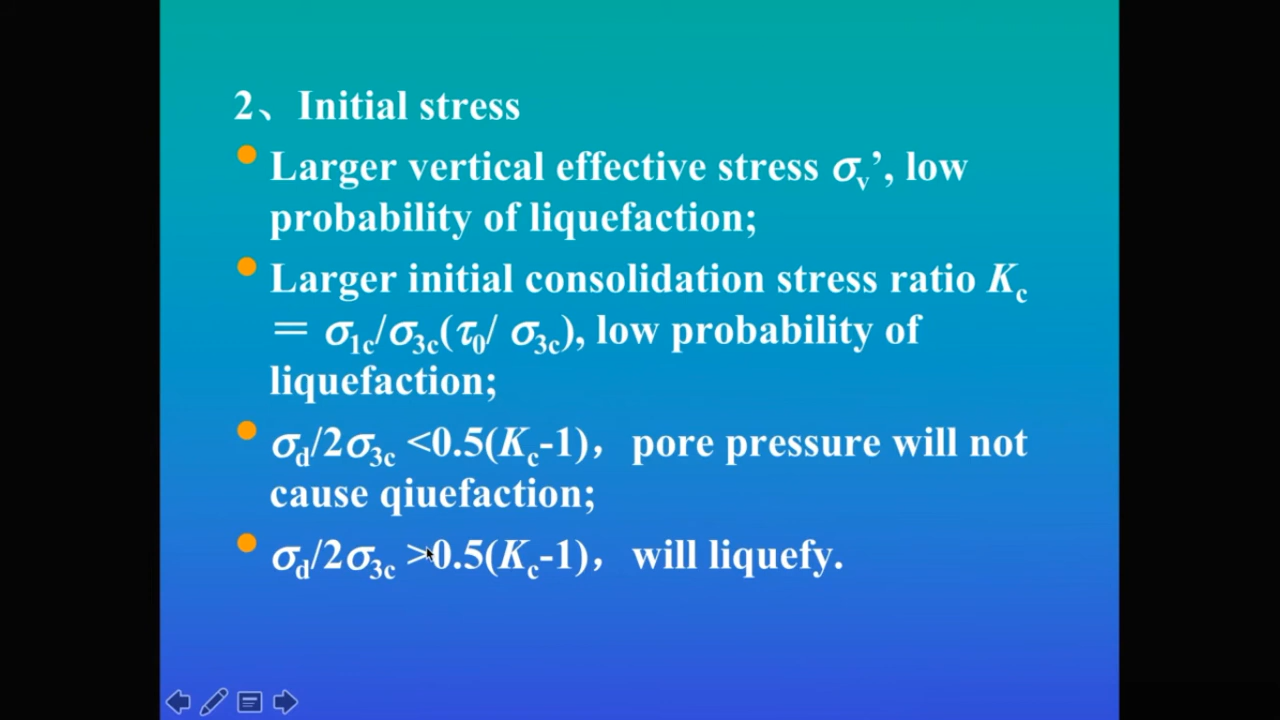 2、Initial stress
Larger vertical effective stress σv’, low
probability of liquefaction;
Larger initial consolidation stress ratio Kc
＝ σ1c/σ3c(τ0/ σ3c), low probability of
liquefaction;
σd/2σ3c <0.5(Kc-1)， pore pressure will not
cause qiuefaction;
σd/2σ3c >0.5(Kc-1)， will liquefy.